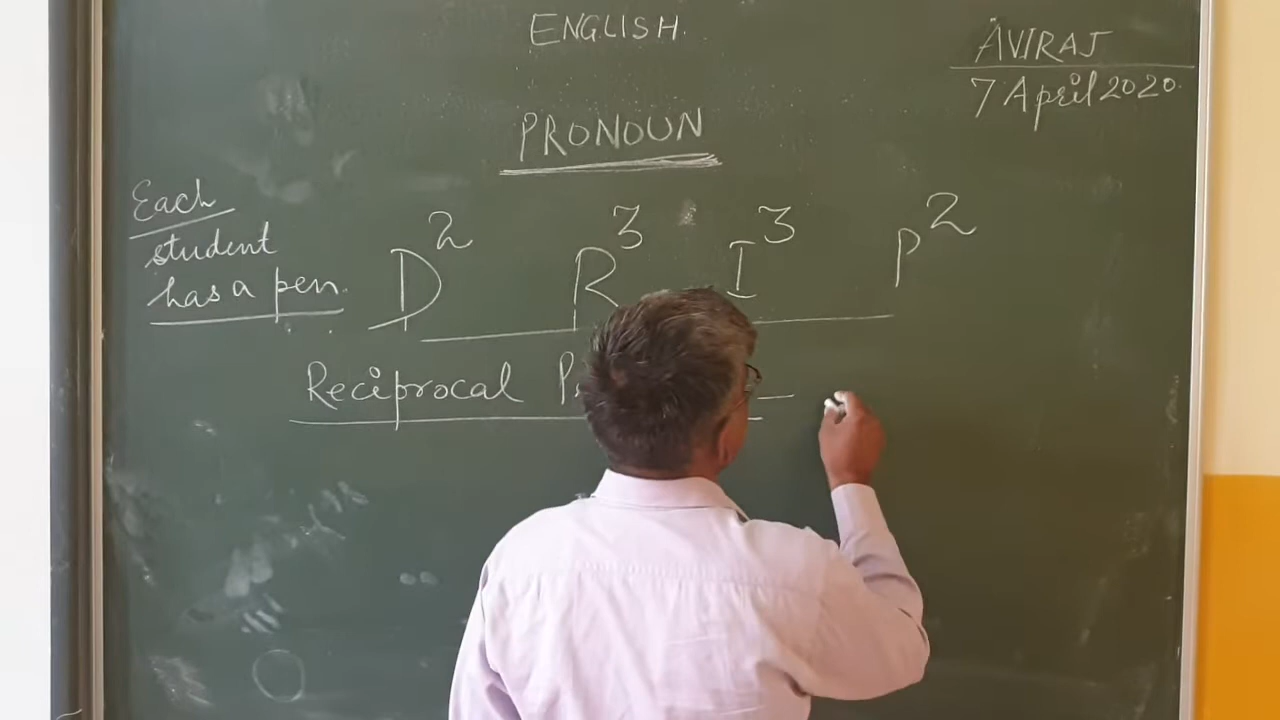 ENGLISH.
AVIRAJ
7 April 2020.
PRONOUN
Each
student
has a pen.
D² R³ I³ P²
Reciprocal